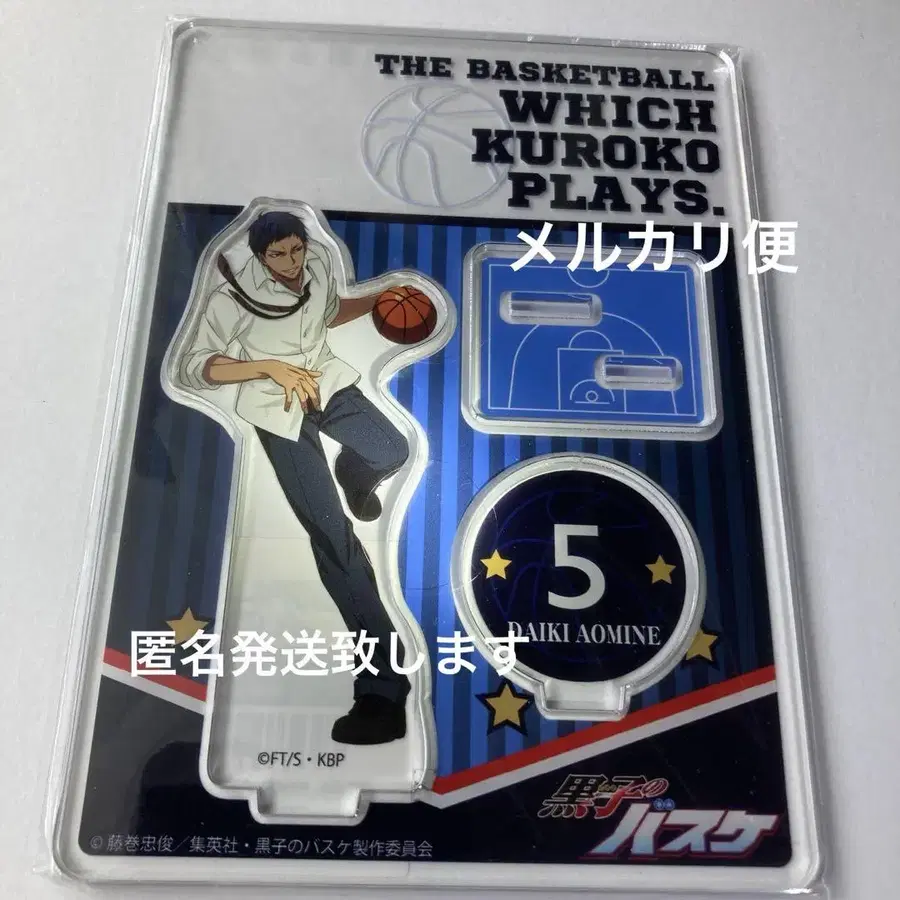 THE BASKETBALL
WHICH
KUROKO
PLAYS.
メルカリ便
5
DAIKI AOMINE
匿名発送致します
©FT/S・KBP
黒子の
バスケ
© 藤巻忠俊／集英社・黒子のバスケ製作委員会